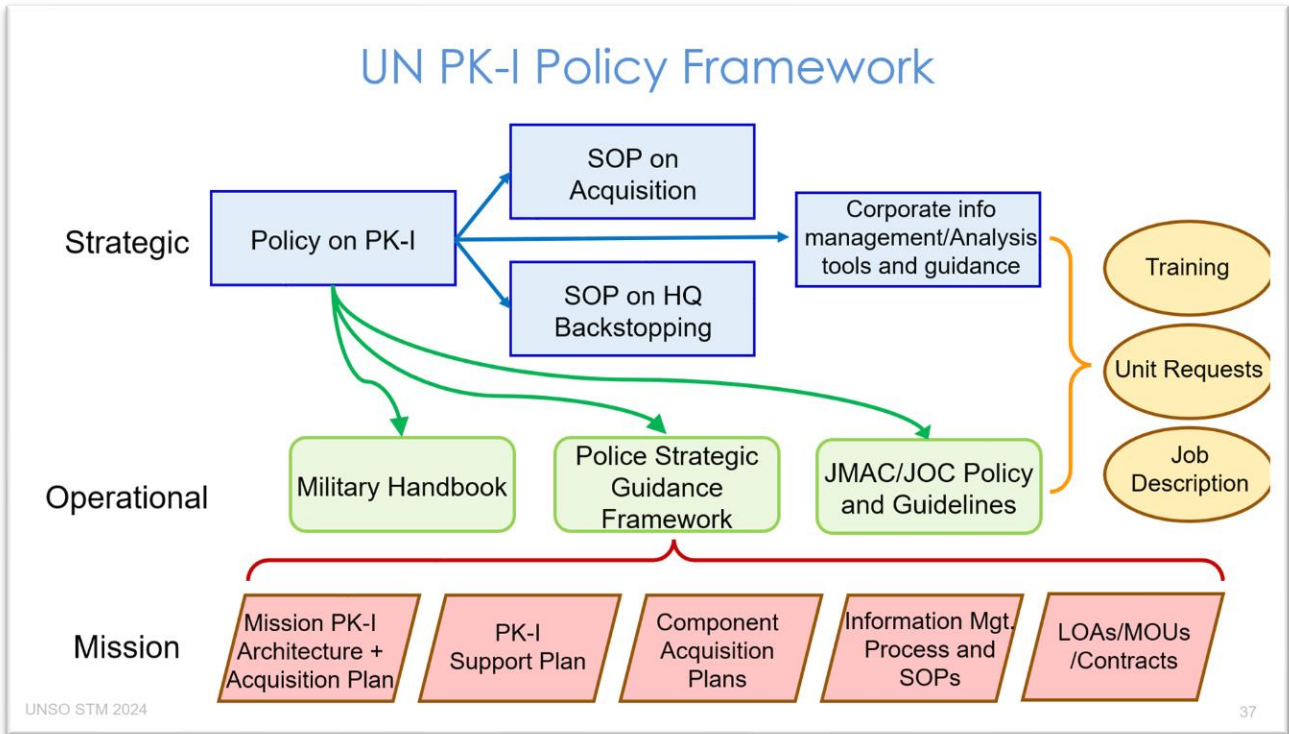 UN PK-I Policy Framework
Strategic
Policy on PK-I
SOP on
Acquisition
SOP on HQ
Backstopping
Corporate info
management/Analysis
tools and guidance
Training
Unit Requests
Job
Description
Operational
Military Handbook
Police Strategic
Guidance
Framework
JMAC/JOC Policy
and Guidelines
Mission
Mission PK-I
Architecture +
Acquisition Plan
PK-I
Support Plan
Component
Acquisition
Plans
Information Mgt.
Process and
SOPs
LOAs/MOUs
/Contracts
UNSO STM 2024
37